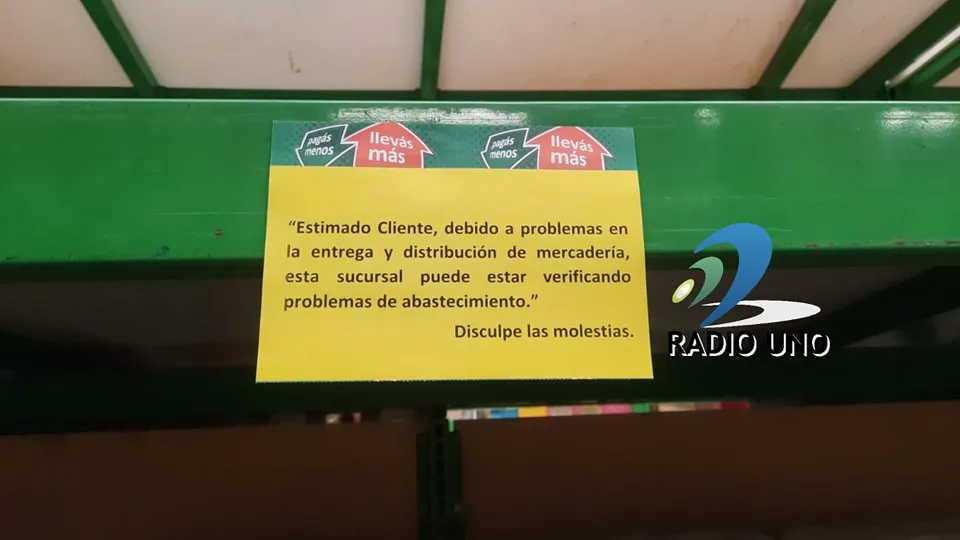 pagás
menos
llevás
más
pagás
menos
llevás
más
“Estimado Cliente, debido a problemas en
la entrega y distribución de mercadería,
esta sucursal puede estar verificando
problemas de abastecimiento.”
Disculpe las molestias.
RADIO UNO